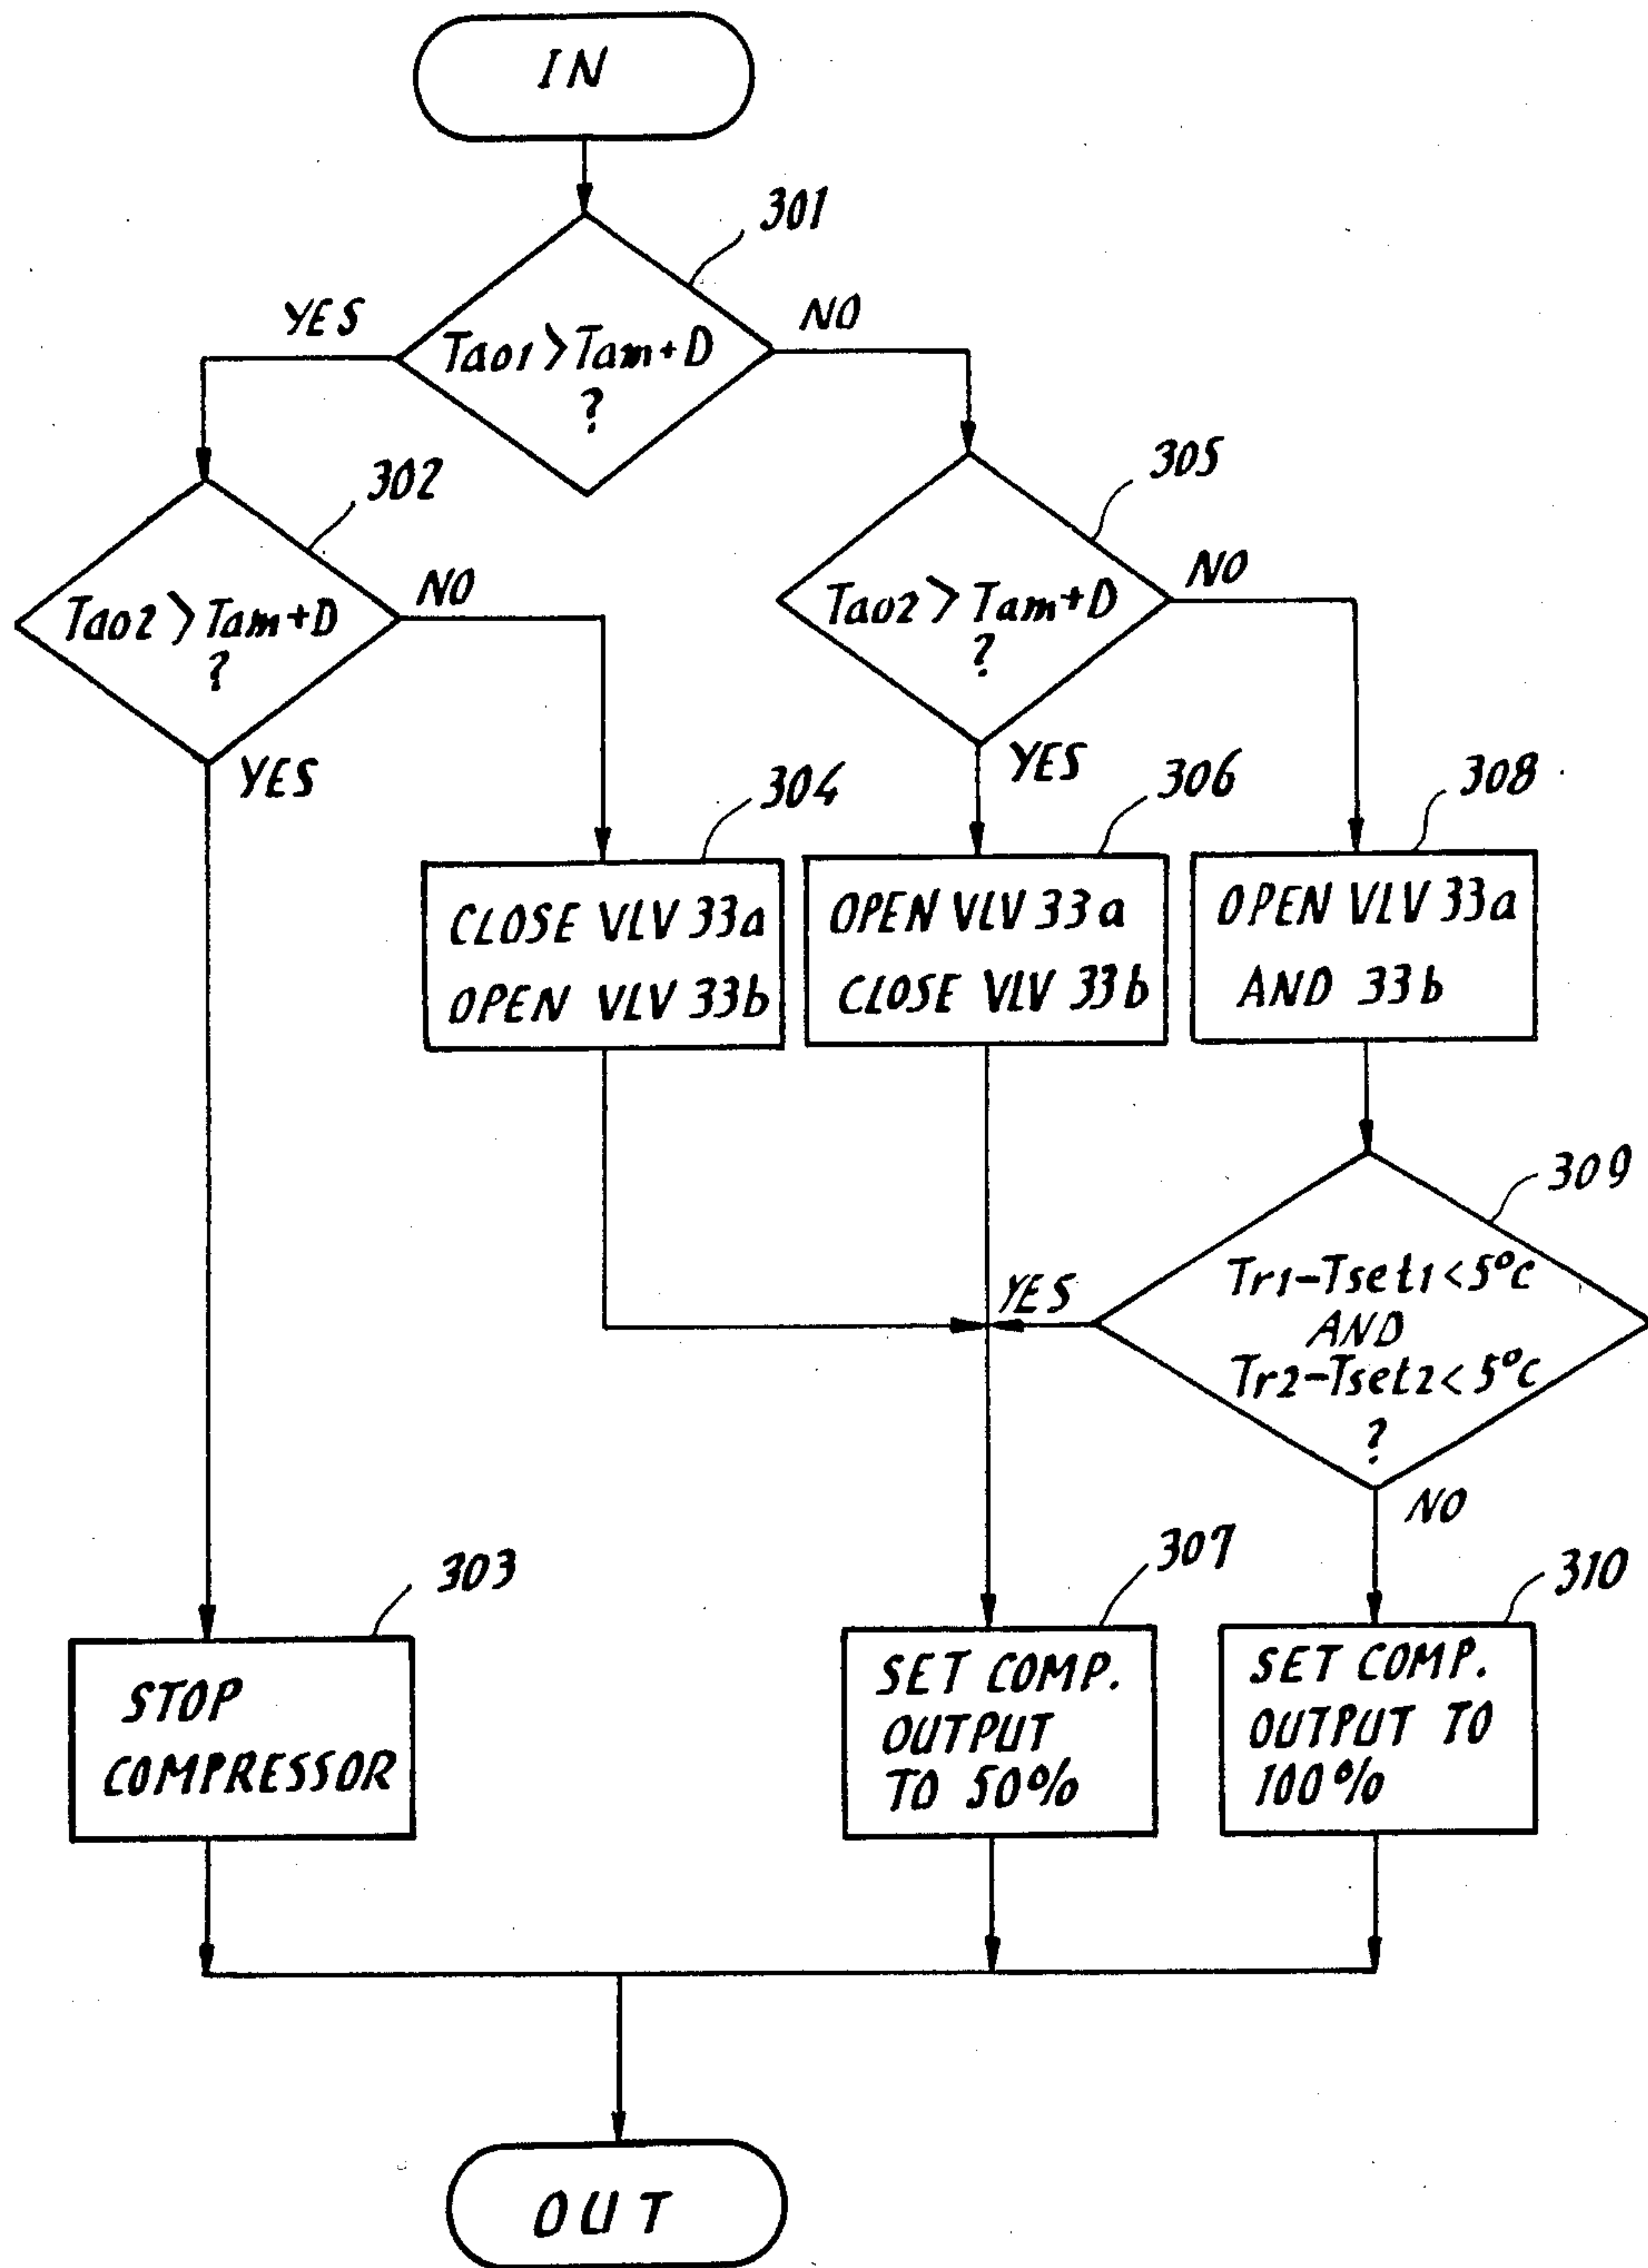 IN
301
YES
NO
Tao1>Tam+D
?
302
305
NO
NO
Tao2>Tam+D
?
Tao2>Tam+D
?
YES
YES
304
306
308
CLOSE VLV 33a
OPEN VLV 33b
OPEN VLV 33a
CLOSE VLV 33b
OPEN VLV 33a
AND 33b
309
YES
Tr1-Tset1<5°C
AND
Tr2-Tset2<5°C
?
NO
303
307
310
STOP
COMPRESSOR
SET COMP.
OUTPUT
TO 50%
SET COMP.
OUTPUT TO
100%
OUT